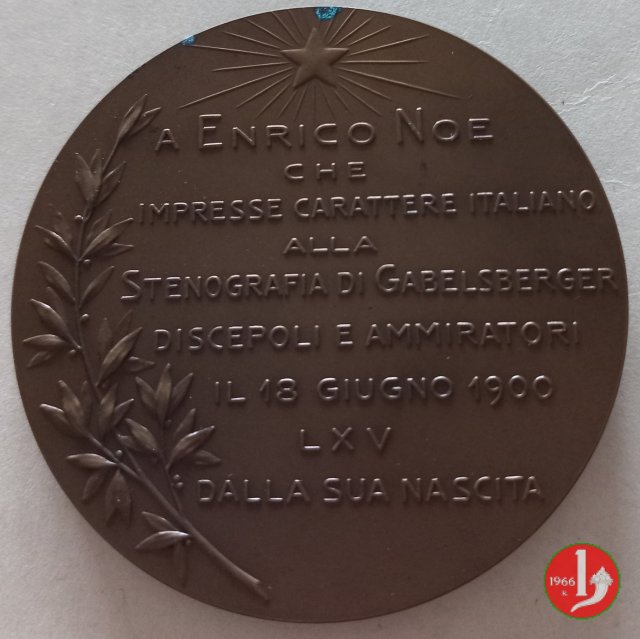 A ENRICO NOE
CHE
IMPRESSE CARATTERE ITALIANO
ALLA
STENOGRAFIA DI GABELSBERGER
DISCEPOLI E AMMIRATORI
IL 18 GIUGNO 1900
LXV
DALLA SUA NASCITA
1966
K